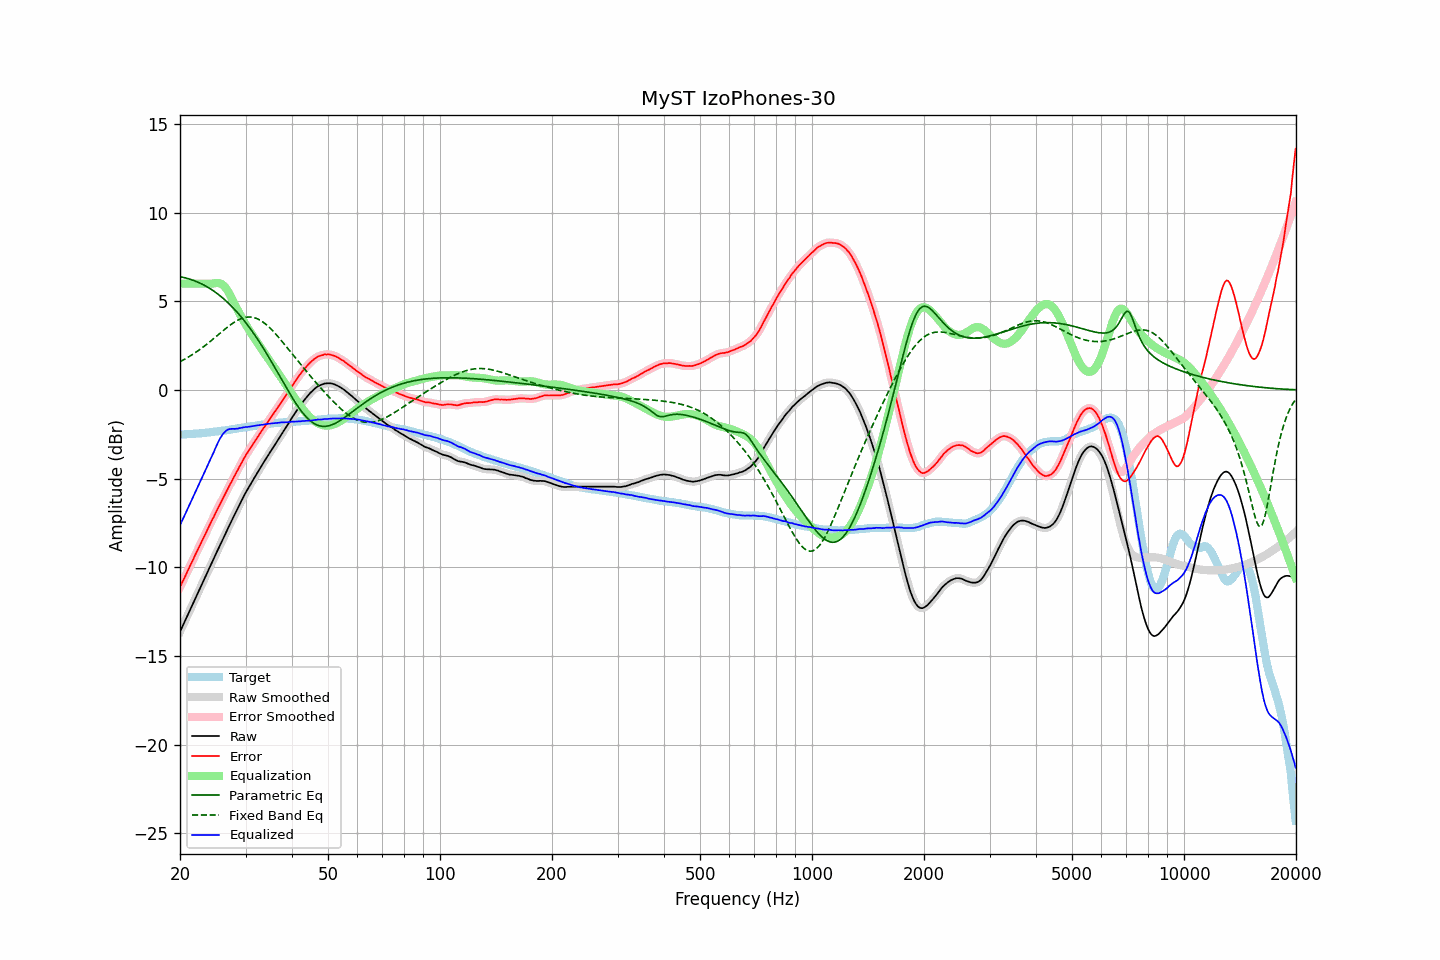 MyST IzoPhones-30
15
10
5
0
−5
−10
−15
−20
−25
Amplitude (dBr)
Target
Raw Smoothed
Error Smoothed
Raw
Error
Equalization
Parametric Eq
Fixed Band Eq
Equalized
20 50 100 200 500 1000 2000 5000 10000 20000
Frequency (Hz)